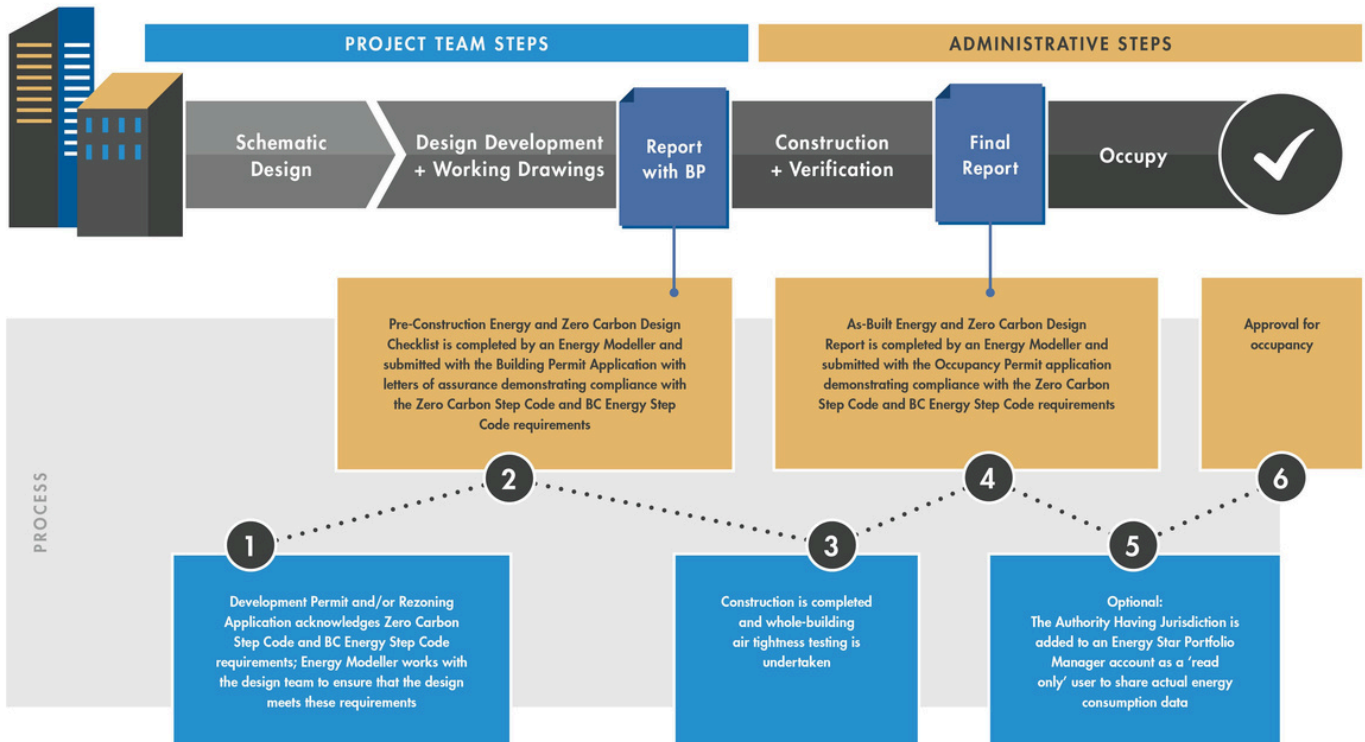 PROJECT TEAM STEPS
ADMINISTRATIVE STEPS
Schematic
Design
Design Development
+ Working Drawings
Report
with BP
Construction
+ Verification
Final
Report
Occupy
Pre-Construction Energy and Zero Carbon Design
Checklist is completed by an Energy Modeller and
submitted with the Building Permit Application with
letters of assurance demonstrating compliance with
the Zero Carbon Step Code and BC Energy Step
Code requirements
As-Built Energy and Zero Carbon Design
Report is completed by an Energy Modeller and
submitted with the Occupancy Permit application
demonstrating compliance with the Zero Carbon
Step Code and BC Energy Step Code requirements
Approval for
occupancy
PROCESS
2
4
6
1
3
5
Development Permit and/or Rezoning
Application acknowledges Zero Carbon
Step Code and BC Energy Step Code
requirements; Energy Modeller works with
the design team to ensure that the design
meets these requirements
Construction is completed
and whole-building
air tightness testing is
undertaken
Optional:
The Authority Having Jurisdiction is
added to an Energy Star Portfolio
Manager account as a ‘read
only’ user to share actual energy
consumption data